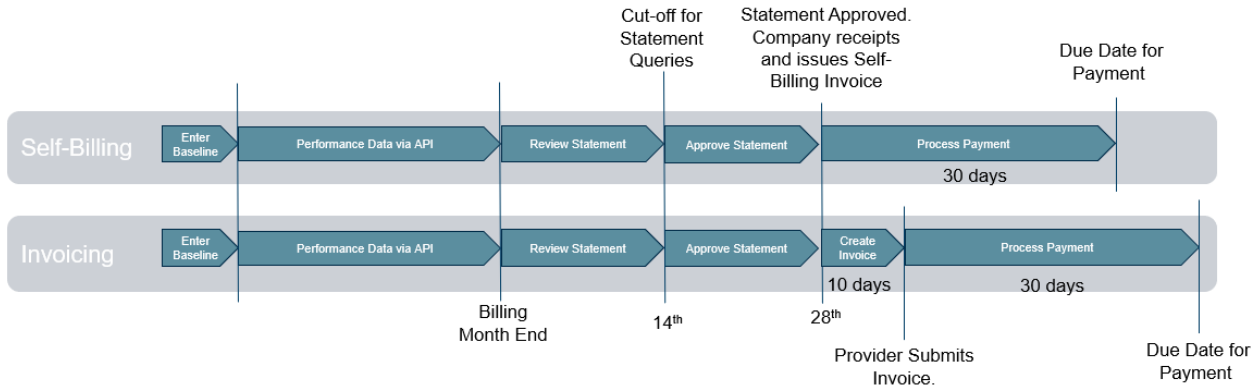 Cut-off for
Statement
Queries
Statement Approved.
Company receipts
and issues Self-
Billing Invoice
Due Date for
Payment
Self-Billing
Enter
Baseline
Performance Data via API
Review Statement
Approve Statement
Process Payment
30 days
Invoicing
Enter
Baseline
Performance Data via API
Review Statement
Approve Statement
Create
Invoice
Process Payment
10 days
30 days
Billing
Month End
14th
28th
Provider Submits
Invoice.
Due Date for
Payment